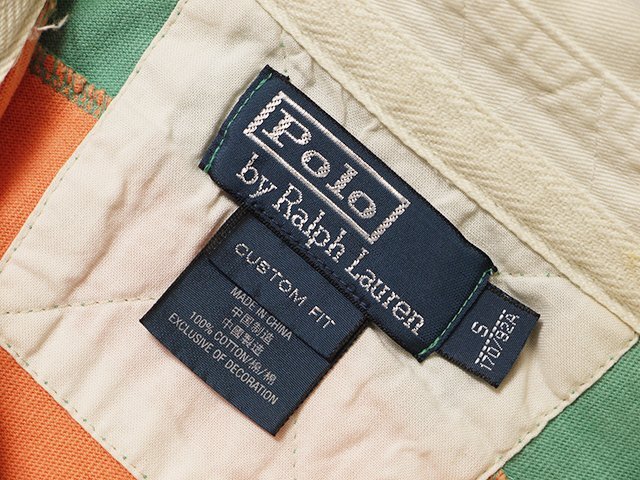 Polo
by Ralph Lauren
S
170/92A
CUSTOM FIT
MADE IN CHINA
中国制造
中國製造
100% COTTON/棉/棉
EXCLUSIVE OF DECORATION